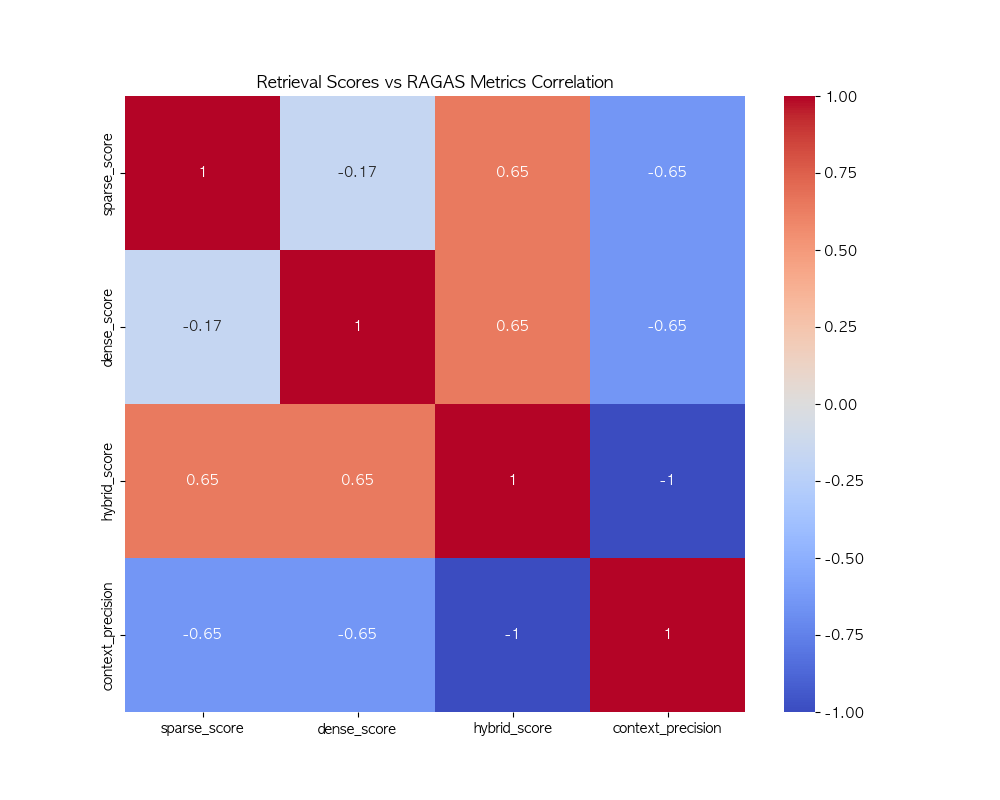 Retrieval Scores vs RAGAS Metrics Correlation
sparse_score
1
-0.17
0.65
-0.65
dense_score
-0.17
1
0.65
-0.65
hybrid_score
0.65
0.65
1
-1
context_precision
-0.65
-0.65
-1
1
sparse_score
dense_score
hybrid_score
context_precision
1.00
0.75
0.50
0.25
0.00
-0.25
-0.50
-0.75
-1.00